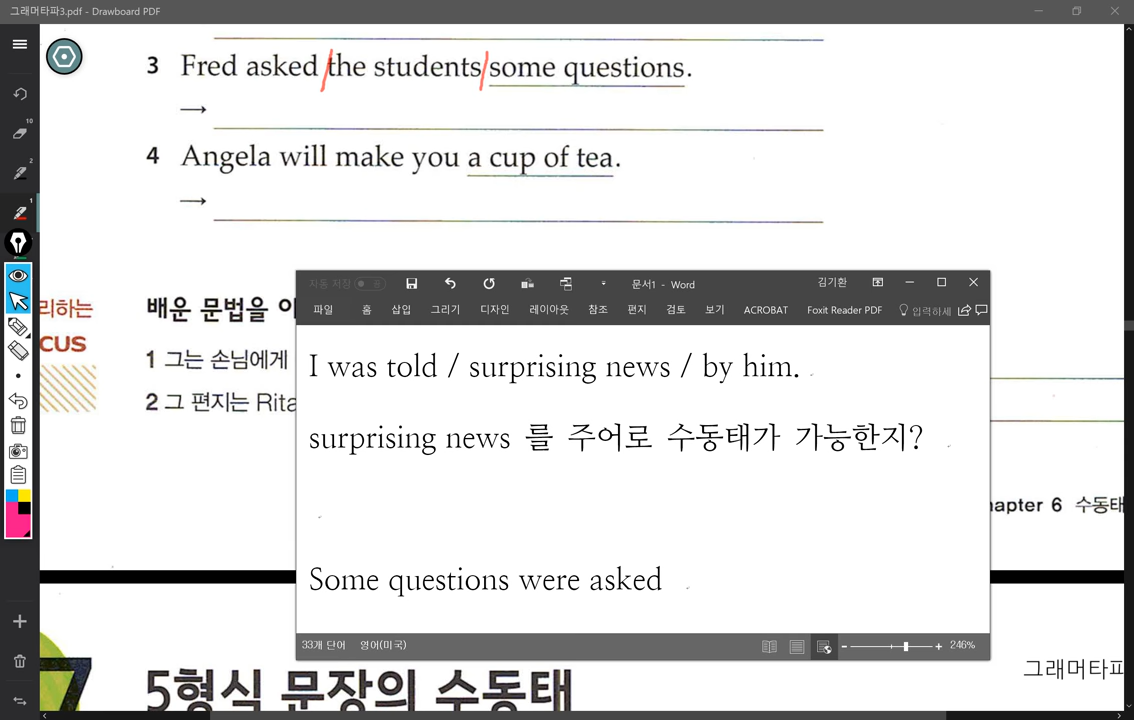 그래머타파3.pdf - Drawboard PDF
3 Fred asked the students some questions.
→
4 Angela will make you a cup of tea.
→
10
2
1
리하는
CUS
배운 문법을 이
1 그는 손님에게
2 그 편지는 Rita
자동 저장
문서1 - Word
김기환
파일 홈 삽입 그리기 디자인 레이아웃 참조 편지 검토 보기 ACROBAT Foxit Reader PDF 입력하세
I was told / surprising news / by him.
surprising news 를 주어로 수동태가 가능한지?
Some questions were asked
33개 단어 영어(미국) 246%
hapter 6 수동태
7 5형식 문장의 수동태
그래머타파